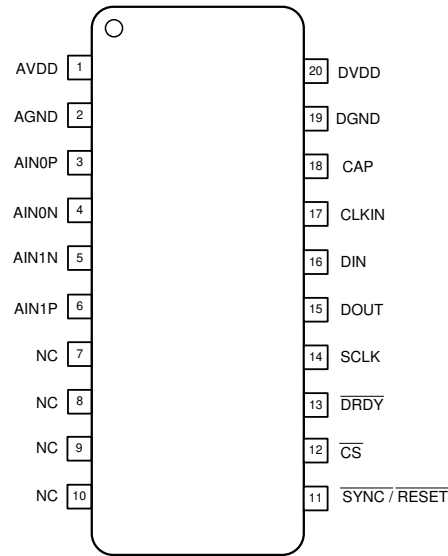 AVDD 1
AGND 2
AIN0P 3
AIN0N 4
AIN1N 5
AIN1P 6
NC 7
NC 8
NC 9
NC 10
20 DVDD
19 DGND
18 CAP
17 CLKIN
16 DIN
15 DOUT
14 SCLK
13 DRDY
12 CS
11 SYNC / RESET